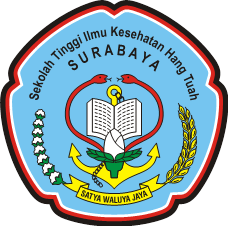 Sekolah Tinggi Ilmu Kesehatan Hang Tuah
SURABAYA
SATYA WALUYA JAYA